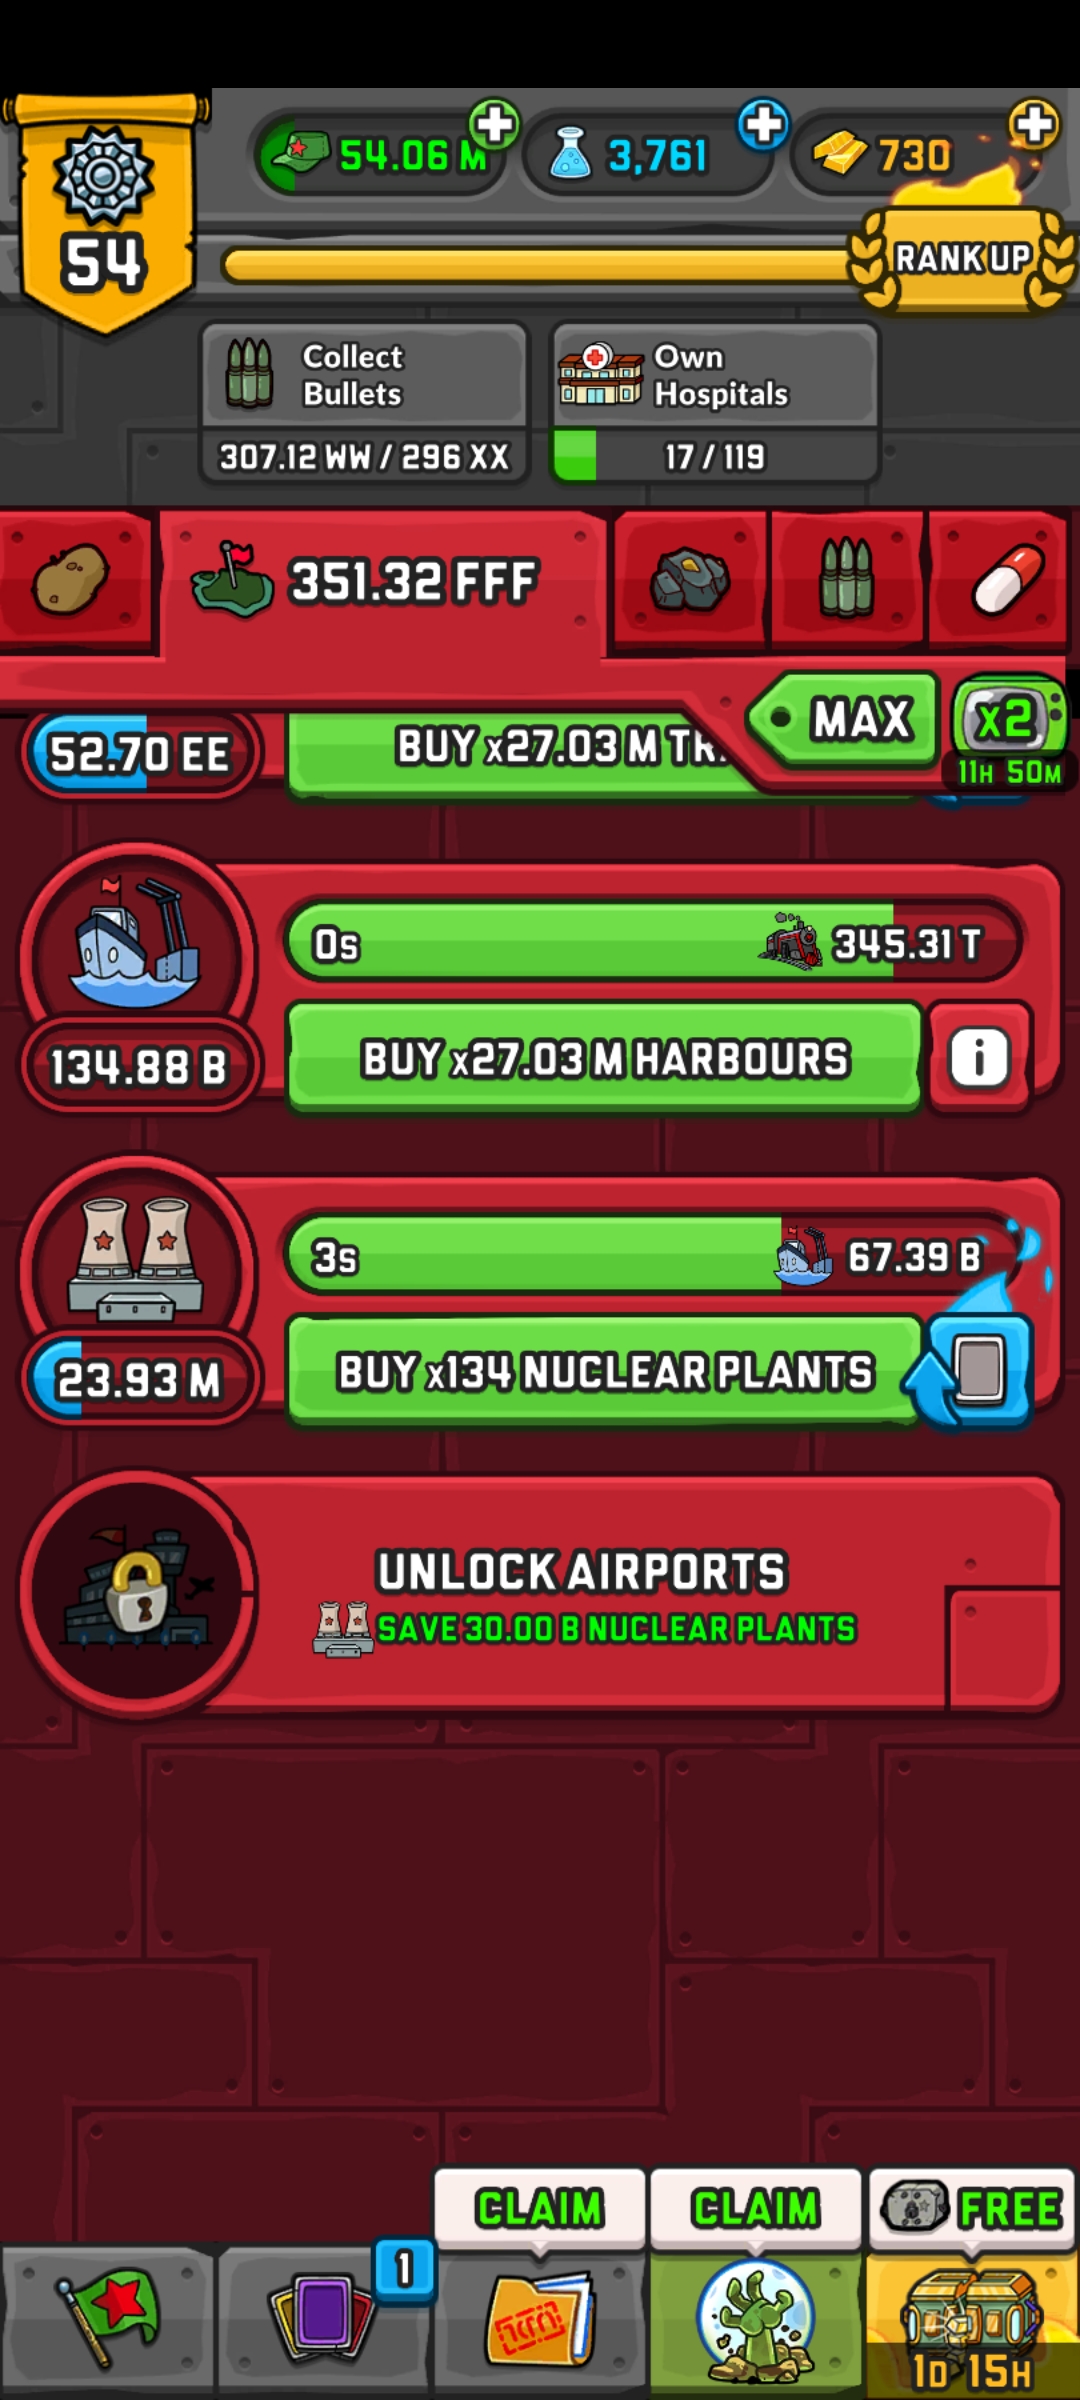 54.06 M
3,761
730
54
RANK UP
Collect
Bullets
307.12 WW / 296 XX
Own
Hospitals
17 / 119
351.32 FFF
MAX
x2
11H 50M
52.70 EE
BUY x27.03 M
0s
345.31 T
134.88 B
BUY x27.03 M HARBOURS
i
3s
67.39 B
23.93 M
BUY x134 NUCLEAR PLANTS
UNLOCK AIRPORTS
SAVE 30.00 B NUCLEAR PLANTS
CLAIM
CLAIM
FREE
1
1D 15H